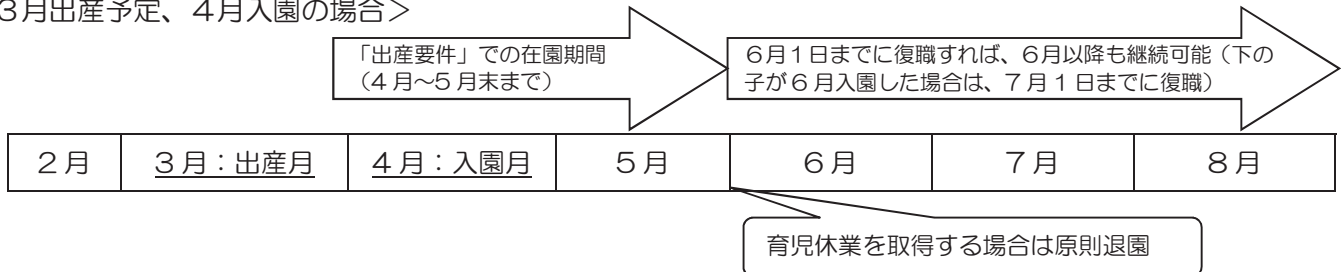 ３月出産予定、４月入園の場合＞
「出産要件」での在園期間
（４月～５月末まで）
６月１日までに復職すれば、６月以降も継続可能（下の
子が６月入園した場合は、７月１日までに復職）
２月 ３月：出産月 ４月：入園月 ５月 ６月 ７月 ８月
育児休業を取得する場合は原則退園